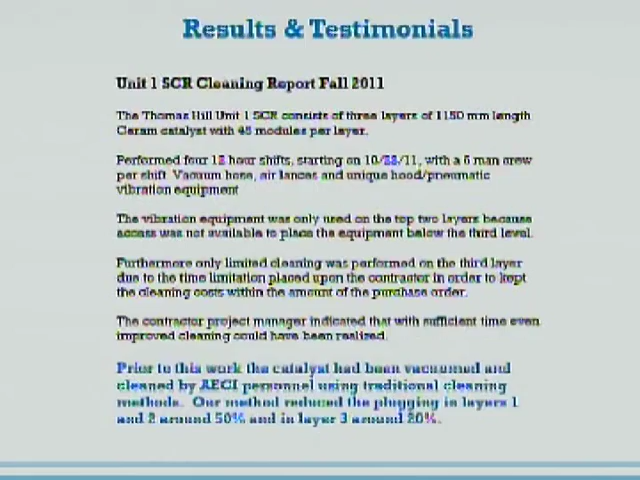 Results & Testimonials
Unit 1 SCR Cleaning Report Fall 2011
The Thomas Hill Unit 1 SCR consists of three layers of 1150 mm length
Ceram catalyst with 45 modules per layer.
Performed four 12 hour shifts, starting on 10/28/11, with a 6 man crew
per shift. Vacuum hose, air lances and unique hood/pneumatic
vibration equipment
The vibration equipment was only used on the top two layers because
access was not available to place the equipment below the third level.
Furthermore only limited cleaning was performed on the third layer
due to the time limitation placed upon the contractor in order to kept
the cleaning costs within the amount of the purchase order.
The contractor project manager indicated that with sufficient time even
improved cleaning could have been realized.
Prior to this work the catalyst had been vacuumed and
cleaned by AECI personnel using traditional cleaning
methods. Our method reduced the plugging in layers 1
and 2 around 50% and in layer 3 around 20%.